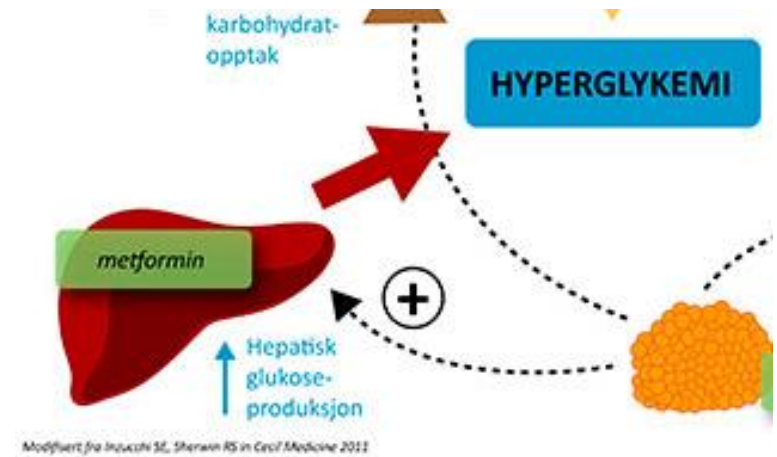 karbohydrat-
opptak
HYPERGLYKEMI
metformin
+
Hepatisk
glukose-
produksjon
Modifisert fra Inzucchi SE, Sherwin RS in Cecil Medicine 2011